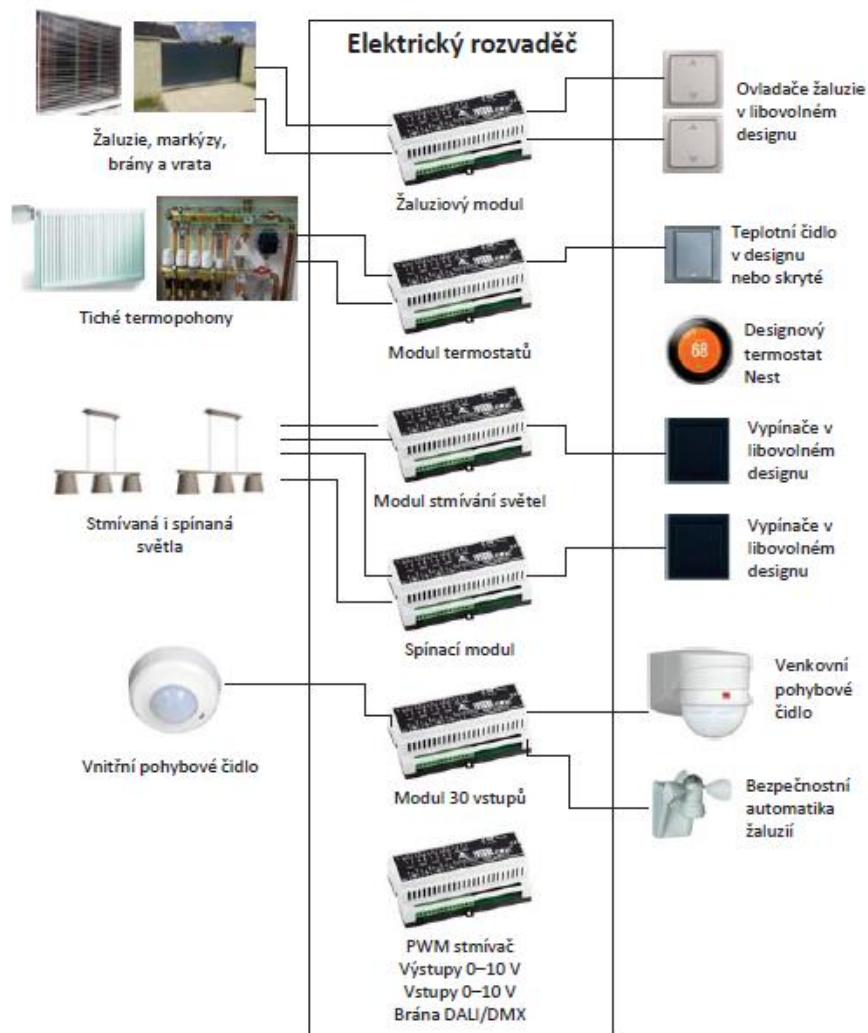 Elektrický rozvaděč
Žaluzie, markýzy,
brány a vrata
Žaluziový modul
Ovladače žaluzie
v libovolném
designu
Tiché termopohony
Modul termostatů
Teplotní čidlo
v designu
nebo skryté
68
Designový
termostat
Nest
Stmívaná i spínaná
světla
Modul stmívání světel
Vypínače v
libovolném
designu
Spínací modul
Vypínače v
libovolném
designu
Vnitřní pohybové čidlo
Modul 30 vstupů
Venkovní
pohybové
čidlo
Bezpečnostní
automatika
žaluzií
PWM stmívač
Výstupy 0–10 V
Vstupy 0–10 V
Brána DALI/DMX